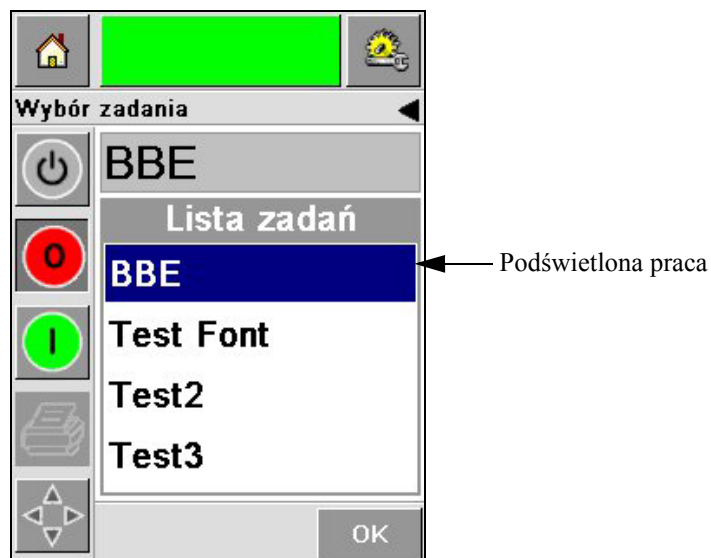 Wybór zadania
BBE
Lista zadań
BBE
Podświetlona praca
Test Font
Test2
Test3
OK